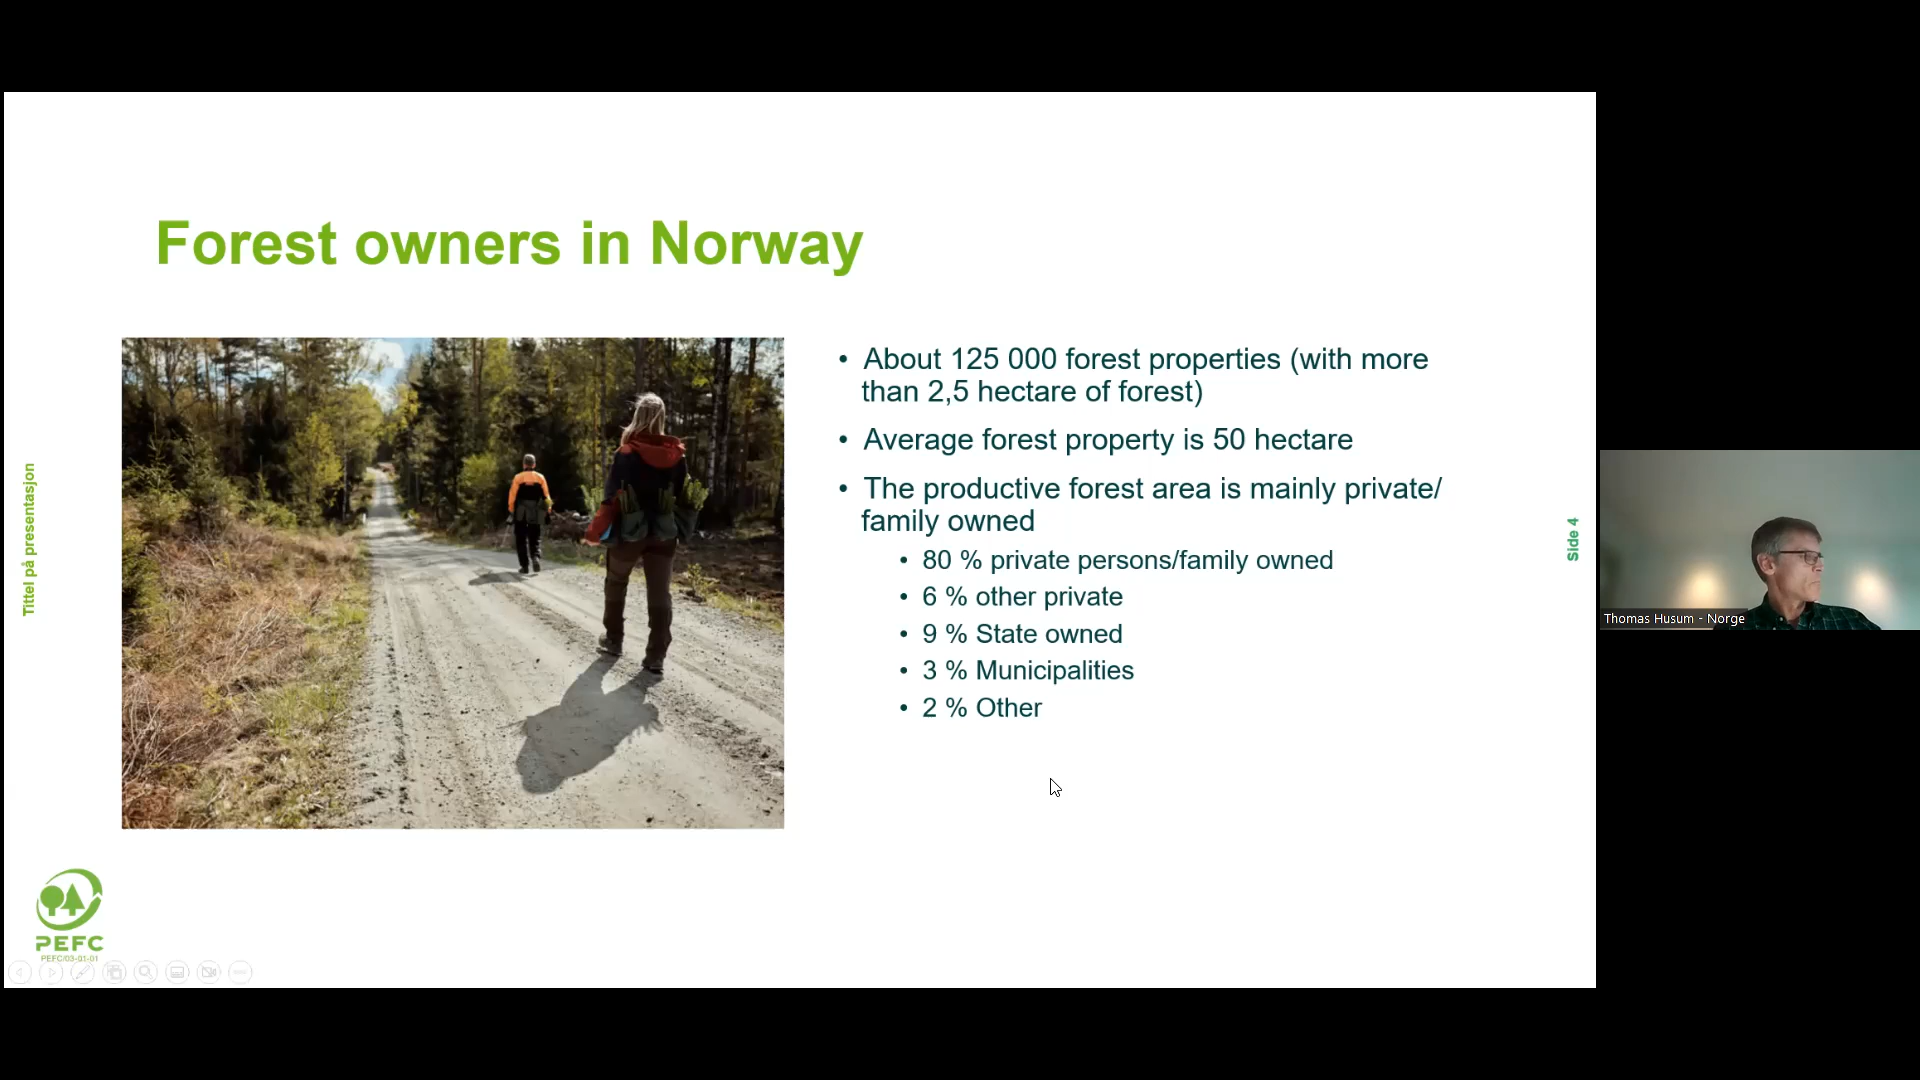 Forest owners in Norway
• About 125 000 forest properties (with more
than 2,5 hectare of forest)
• Average forest property is 50 hectare
• The productive forest area is mainly private/
family owned
• 80 % private persons/family owned
• 6 % other private
• 9 % State owned
• 3 % Municipalities
• 2 % Other
Tittel på presentasjon
Side 4
PEFC
PEFC/03-01-01
Thomas Husum - Norge